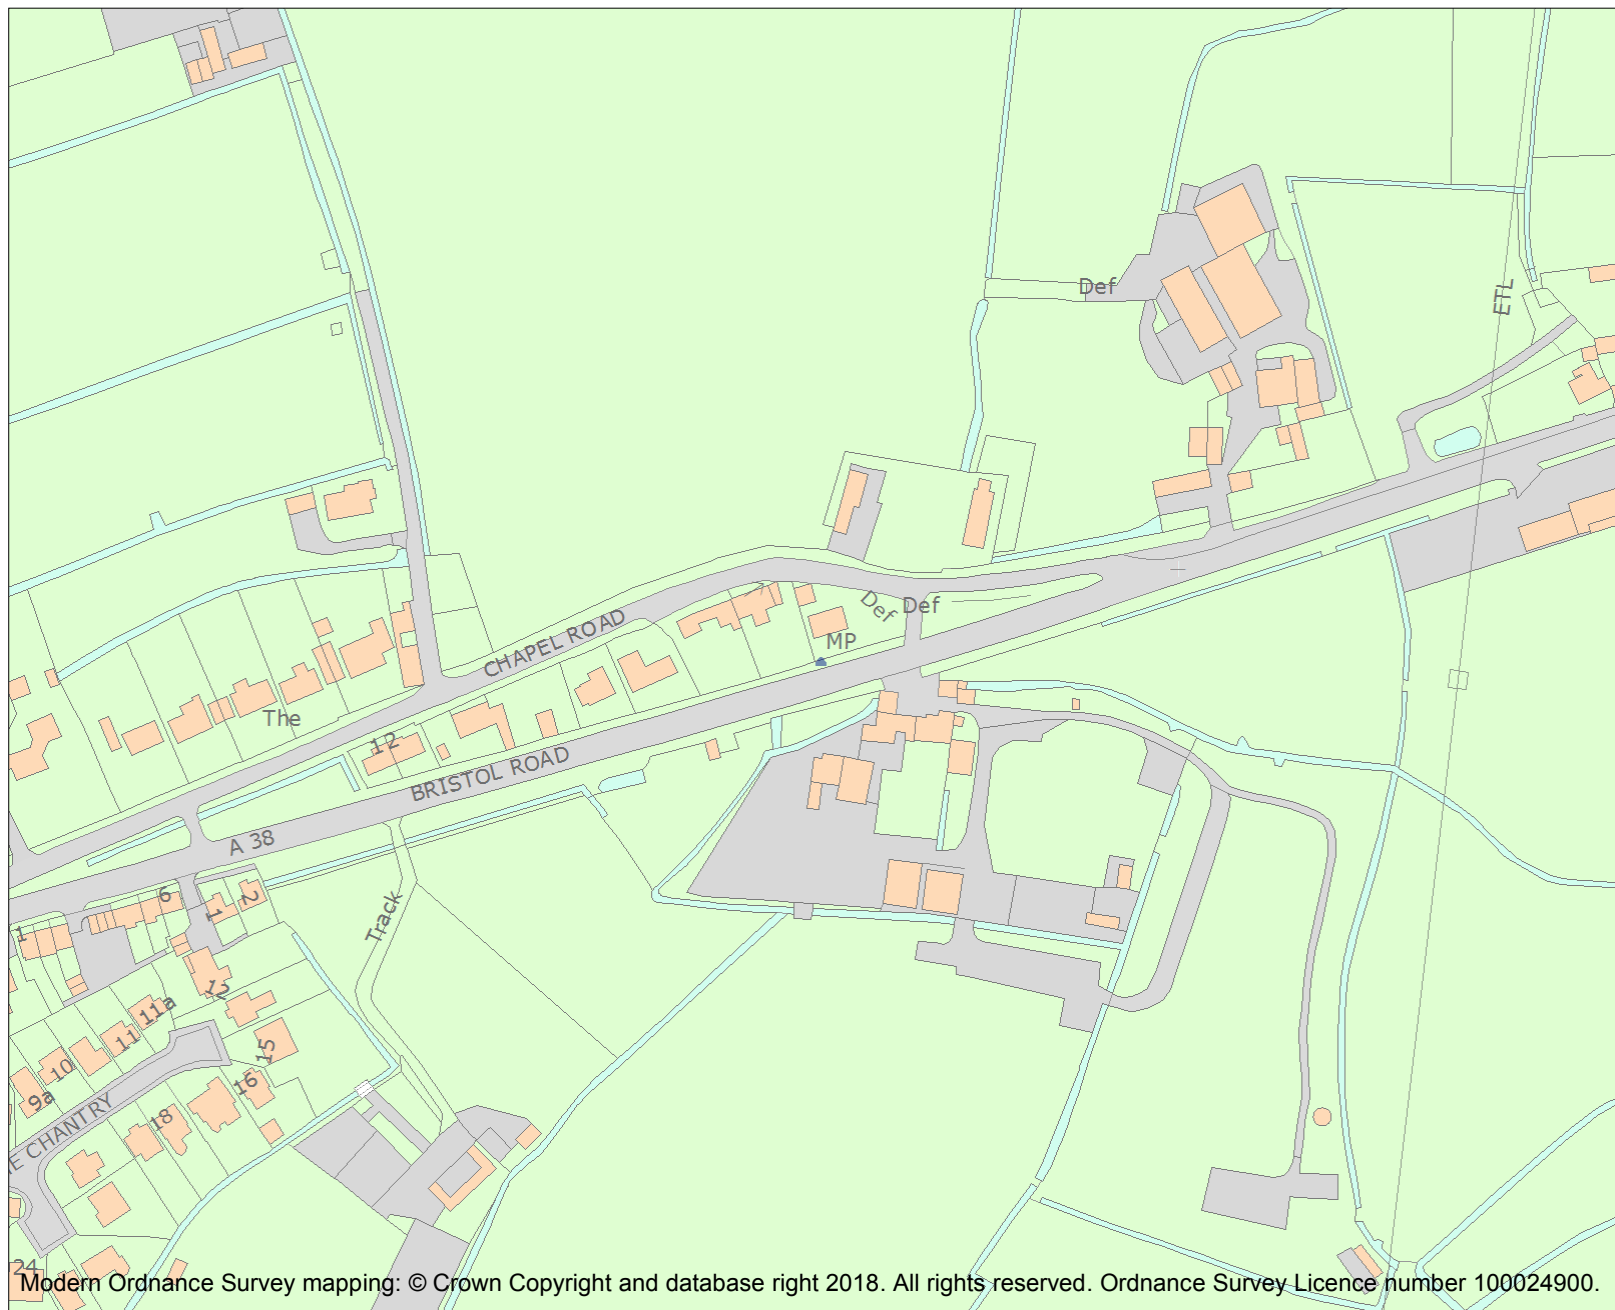 Def
ETL
CHAPEL ROAD
Def
Def
MP
The
12
BRISTOL ROAD
A 38
6
1
2
1
Track
12
11a
11
15
10
16
9a
18
E CHANTRY
24
Modern Ordnance Survey mapping: © Crown Copyright and database right 2018. All rights reserved. Ordnance Survey Licence number 100024900.